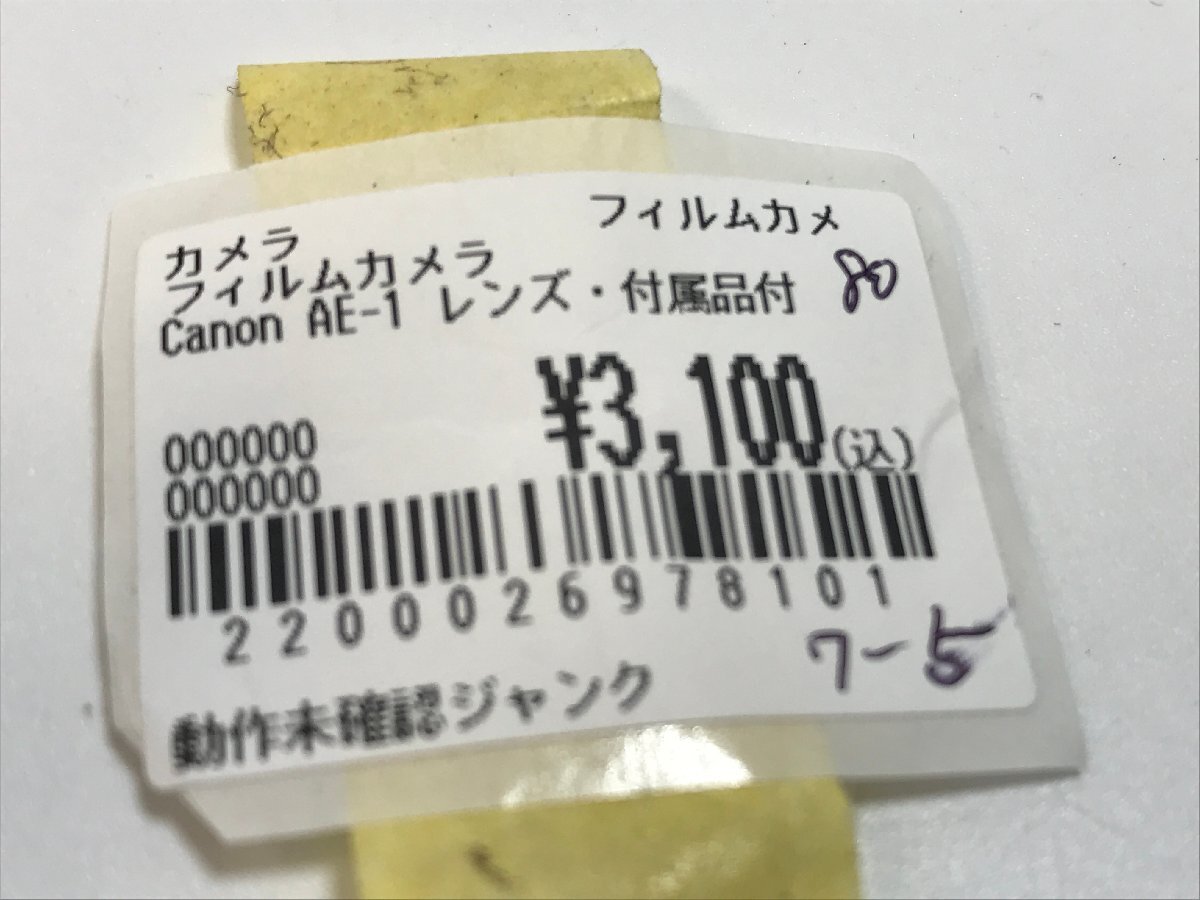 カメラ フィルムカメ
フィルムカメラ
Canon AE-1 レンズ・付属品付 80
¥3,100(込)
000000
000000
2200026978101
7-5
動作未確認ジャンク